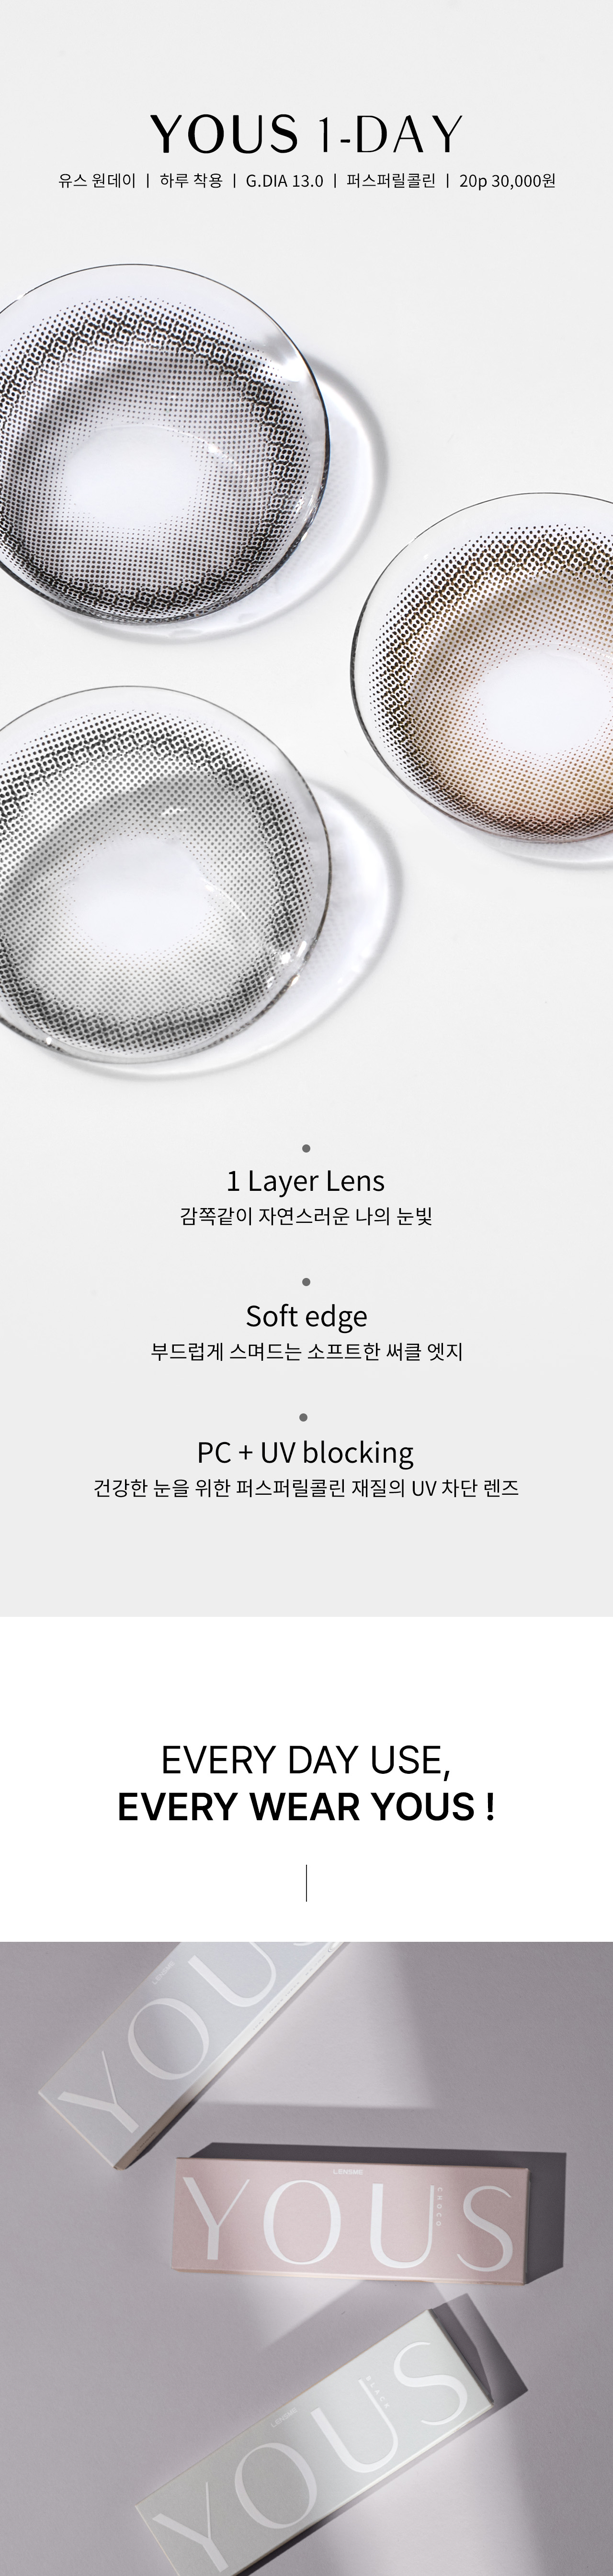 YOUS 1-DAY
유스 원데이 | 하루 착용 | G.DIA 13.0 | 퍼스퍼릴콜린 | 20p 30,000원
1 Layer Lens
감쪽같이 자연스러운 나의 눈빛
Soft edge
부드럽게 스며드는 소프트한 써클 엣지
PC + UV blocking
건강한 눈을 위한 퍼스퍼릴콜린 재질의 UV 차단 렌즈
EVERY DAY USE,
EVERY WEAR YOUS !
LENSME
YOUS
LENSME
YOUS
CHOCO
LENSME
YOUS
BLACK